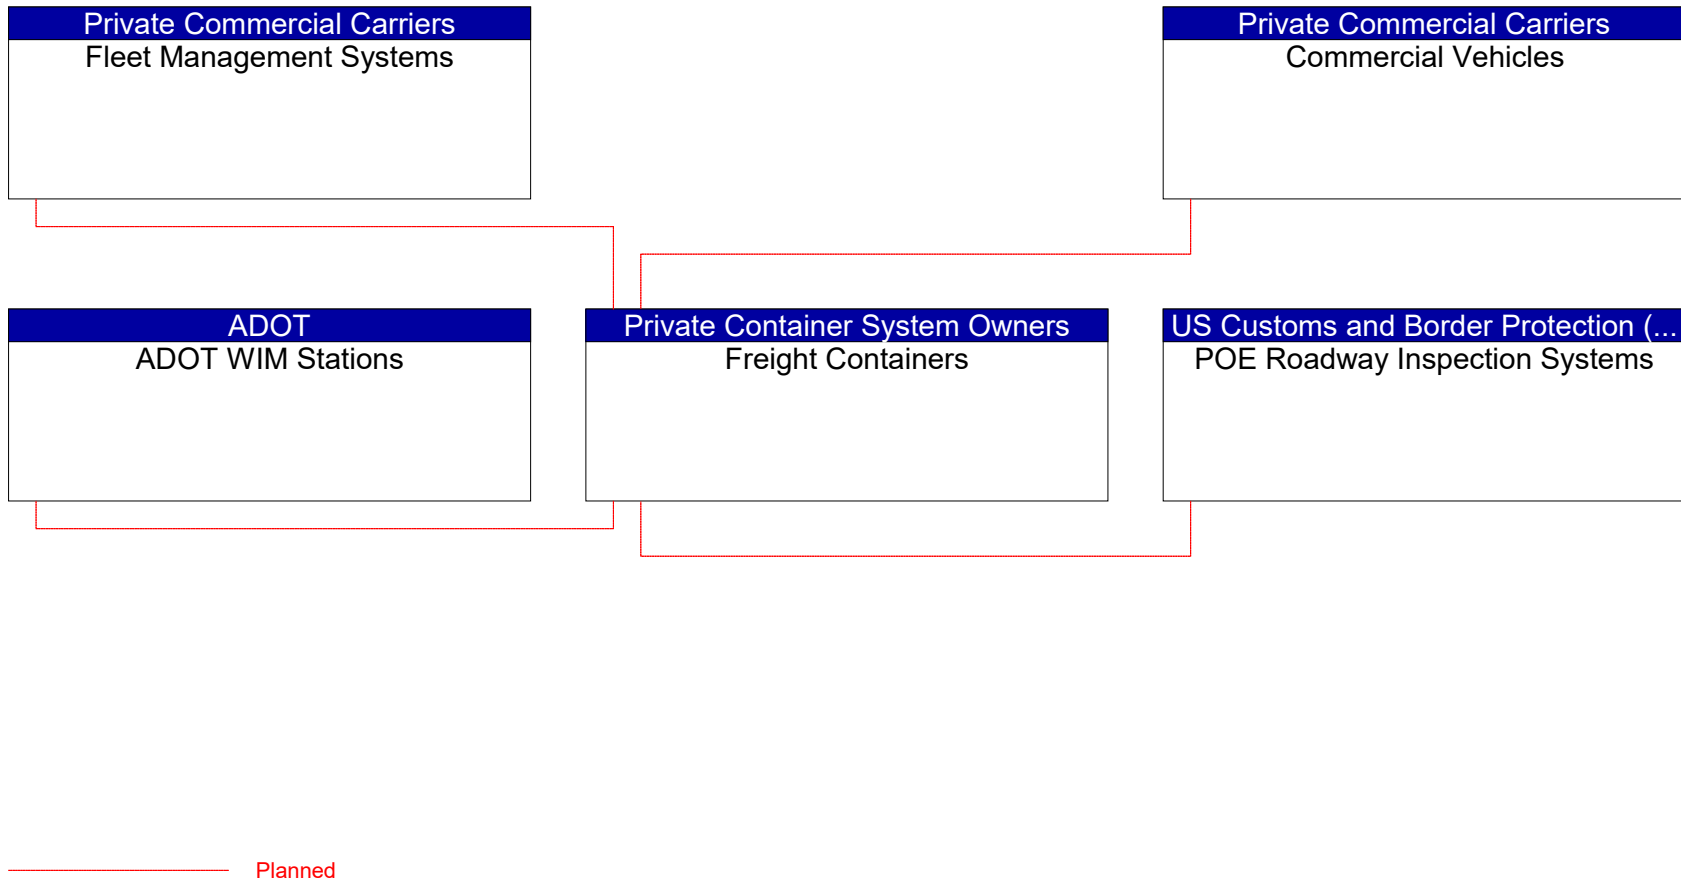 Private Commercial Carriers
Fleet Management Systems
Private Commercial Carriers
Commercial Vehicles
ADOT
ADOT WIM Stations
Private Container System Owners
Freight Containers
US Customs and Border Protection (...
POE Roadway Inspection Systems
Planned